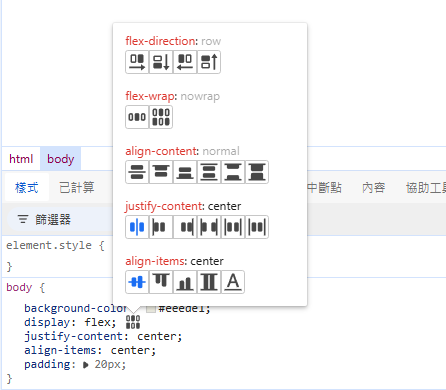 flex-direction: row
flex-wrap: nowrap
align-content: normal
justify-content: center
align-items: center
html body
樣式 已計算 中斷點 內容 協助工具
篩選器
element.style {
}
body {
background-color: #eeede1;
display: flex;
justify-content: center;
align-items: center;
padding: 20px;
}